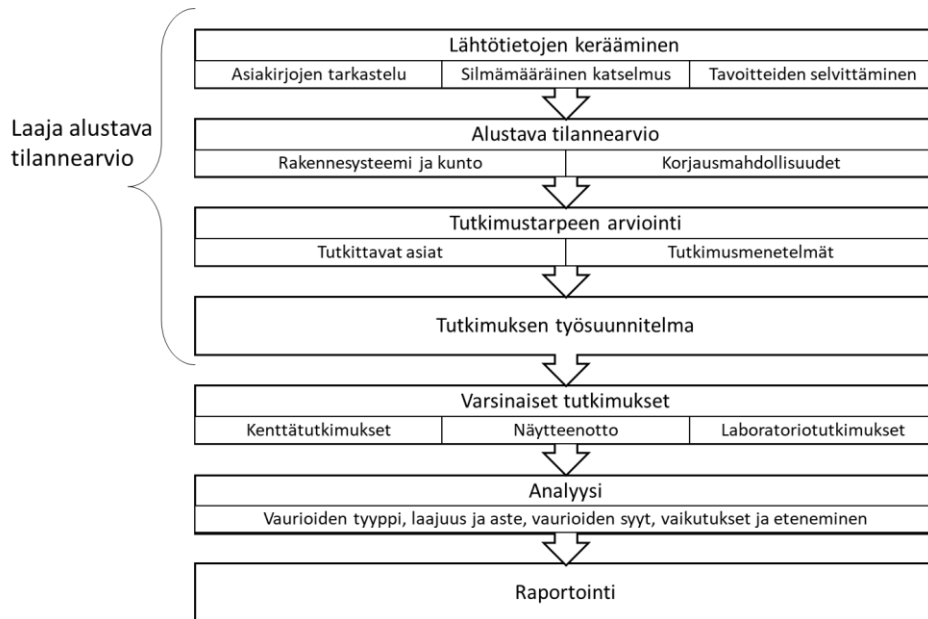 Lähtötietojen kerääminen
Asiakirjojen tarkastelu
Silmämääräinen katselmus
Tavoitteiden selvittäminen
Laaja alustava
tilannearvio
Alustava tilannearvio
Rakennesysteemi ja kunto
Korjausmahdollisuudet
Tutkimustarpeen arviointi
Tutkittavat asiat
Tutkimusmenetelmät
Tutkimuksen työsuunnitelma
Varsinaiset tutkimukset
Kenttätutkimukset
Näytteenotto
Laboratoriotutkimukset
Analyysi
Vaurioiden tyyppi, laajuus ja aste, vaurioiden syyt, vaikutukset ja eteneminen
Raportointi